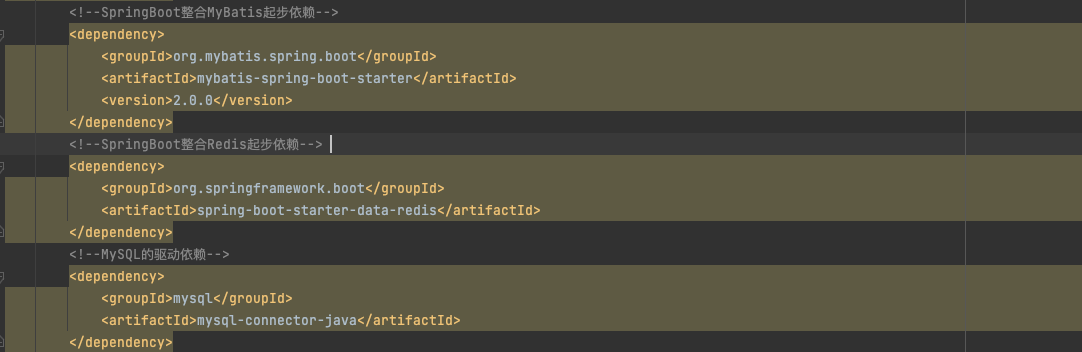 <!--SpringBoot整合MyBatis起步依赖-->
<dependency>
<groupId>org.mybatis.spring.boot</groupId>
<artifactId>mybatis-spring-boot-starter</artifactId>
<version>2.0.0</version>
</dependency>
<!--SpringBoot整合Redis起步依赖-->
<dependency>
<groupId>org.springframework.boot</groupId>
<artifactId>spring-boot-starter-data-redis</artifactId>
</dependency>
<!--MySQL的驱动依赖-->
<dependency>
<groupId>mysql</groupId>
<artifactId>mysql-connector-java</artifactId>
</dependency>